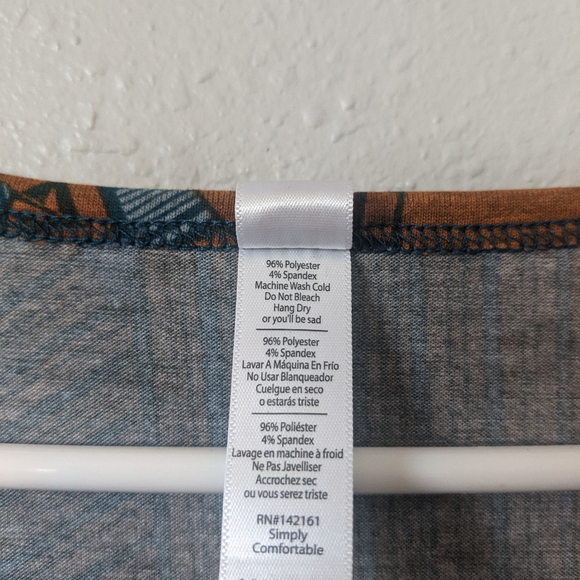 96% Polyester
4% Spandex
Machine Wash Cold
Do Not Bleach
Hang Dry
or you'll be sad
96% Polyester
4% Spandex
Lavar A Máquina En Frío
No Usar Blanqueador
Cuelgue en seco
o estarás triste
96% Poliéster
4% Spandex
Lavage en machine à froid
Ne Pas Javelliser
Accrochez sec
ou vous serez triste
RN#142161
Simply
Comfortable